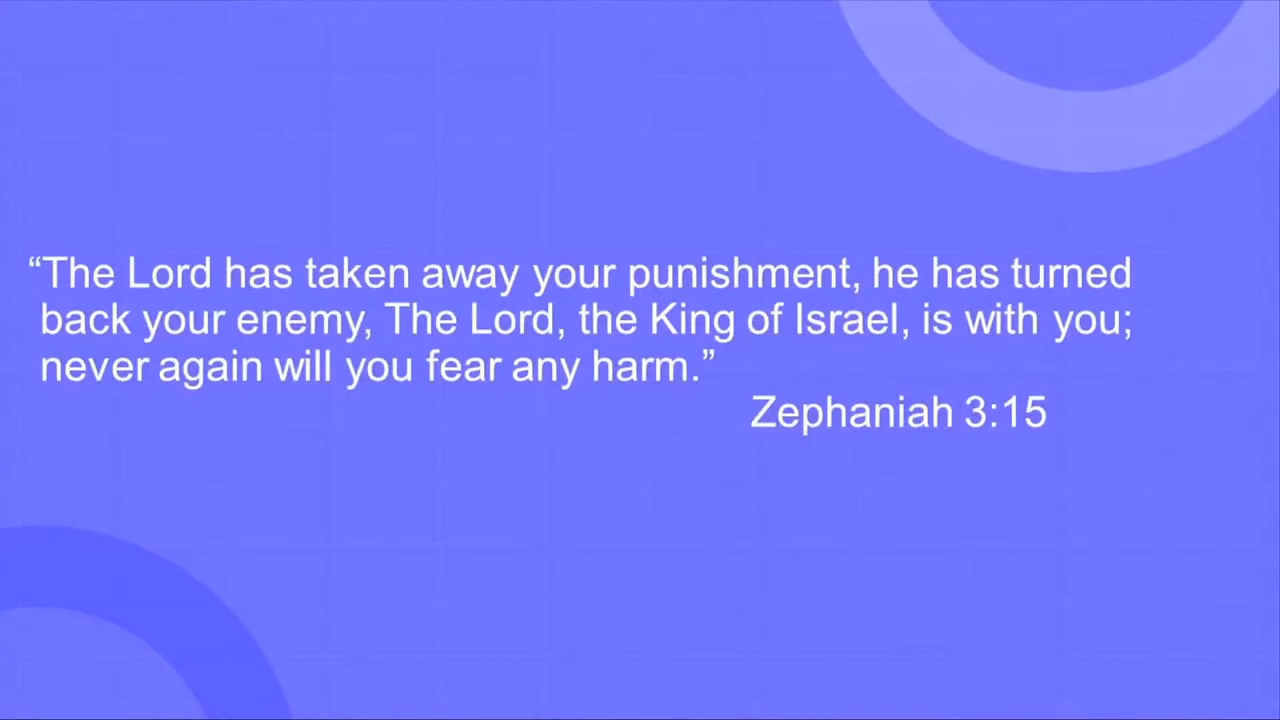 “The Lord has taken away your punishment, he has turned
back your enemy, The Lord, the King of Israel, is with you;
never again will you fear any harm.”
Zephaniah 3:15